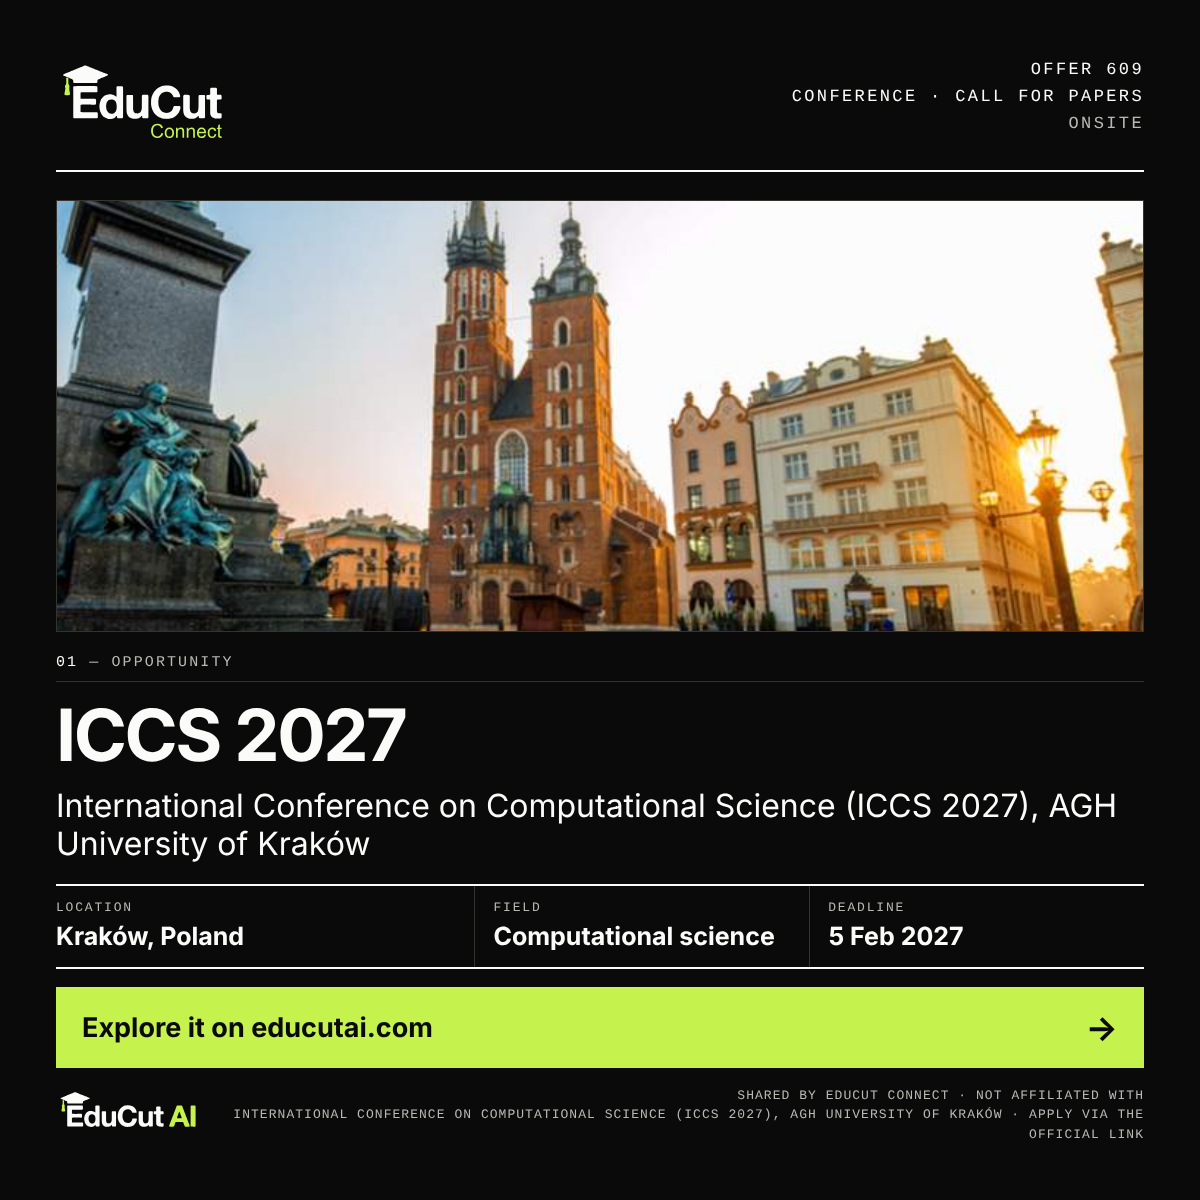 EduCut
Connect
OFFER 609
CONFERENCE · CALL FOR PAPERS
ONSITE
01 — OPPORTUNITY
ICCS 2027
International Conference on Computational Science (ICCS 2027), AGH
University of Kraków
LOCATION
Kraków, Poland
FIELD
Computational science
DEADLINE
5 Feb 2027
Explore it on educutai.com →
EduCut AI
SHARED BY EDUCUT CONNECT · NOT AFFILIATED WITH
INTERNATIONAL CONFERENCE ON COMPUTATIONAL SCIENCE (ICCS 2027), AGH UNIVERSITY OF KRAKÓW · APPLY VIA THE
OFFICIAL LINK